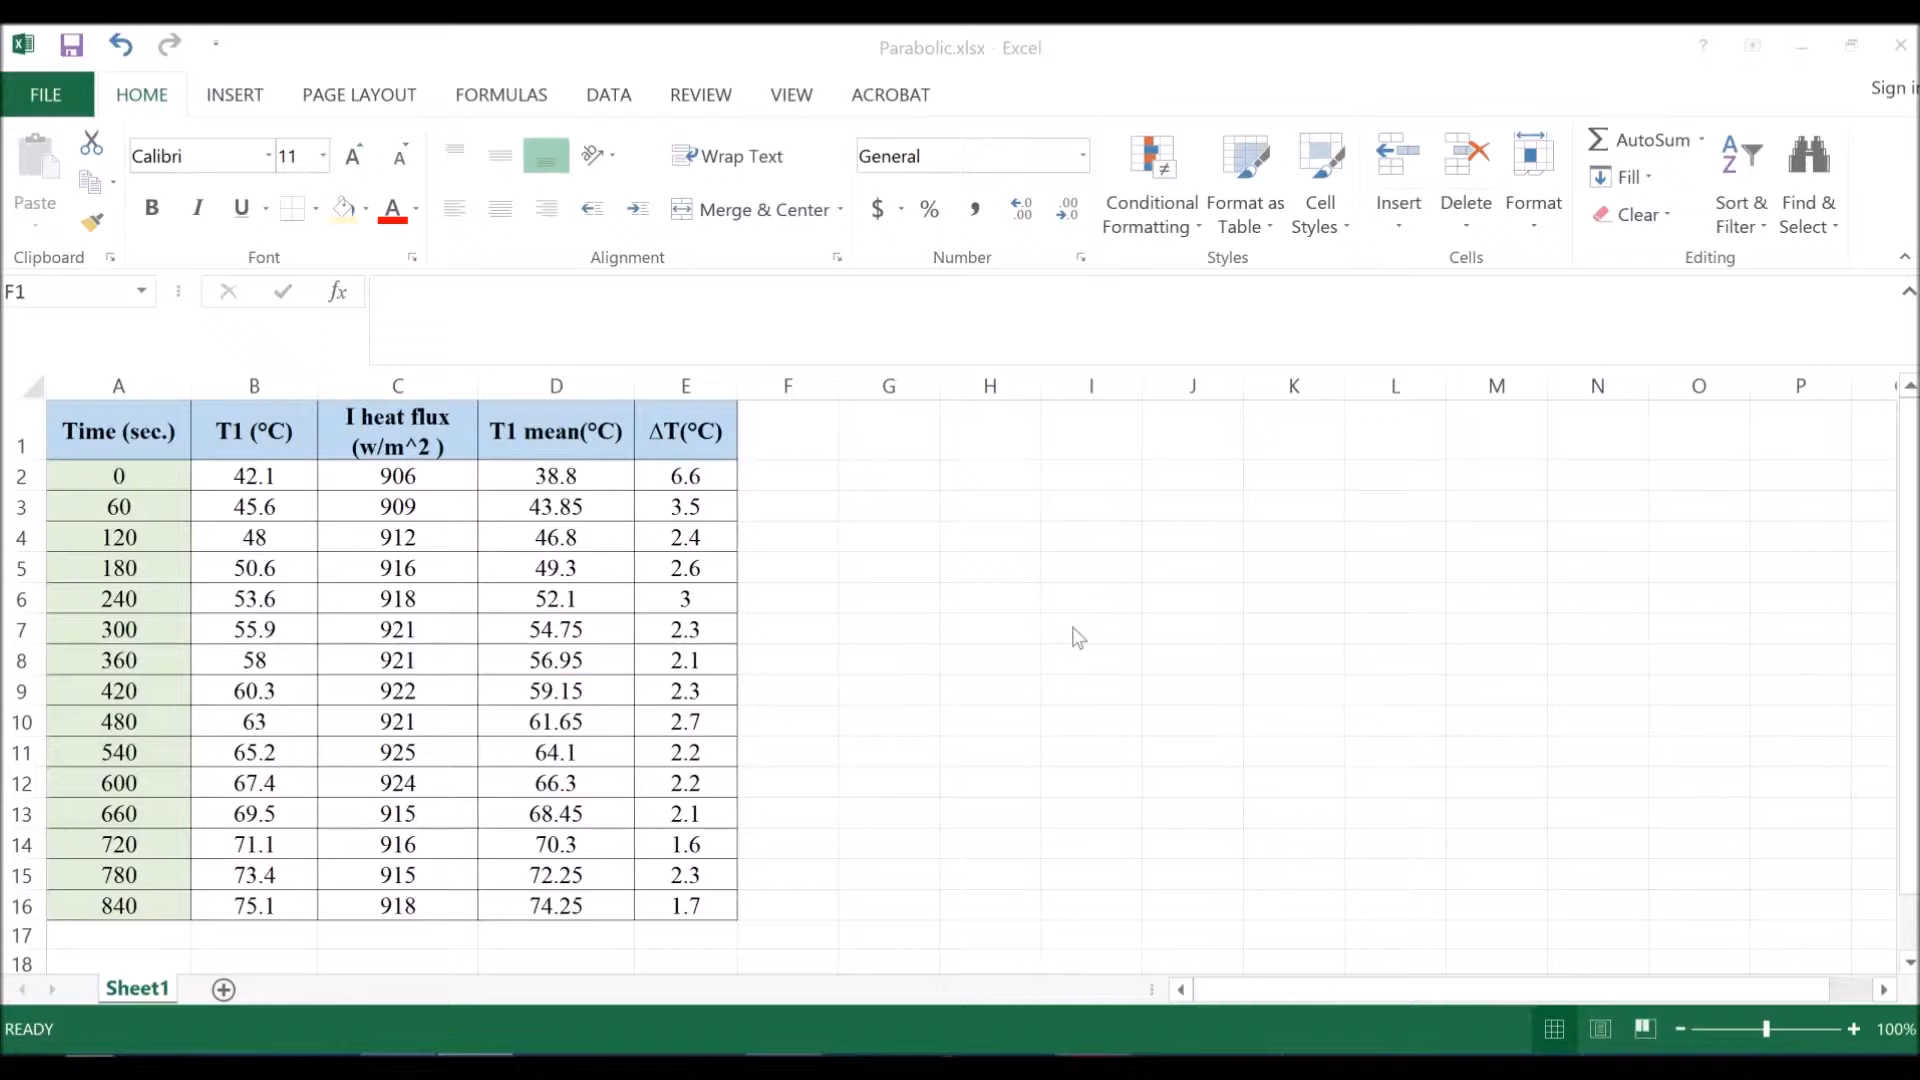 Parabolic.xlsx - Excel
FILE HOME INSERT PAGE LAYOUT FORMULAS DATA REVIEW VIEW ACROBAT
Sign in
Calibri 11 A A
Wrap Text
General
AutoSum
Fill
Clear
Paste
B I U A
Merge & Center
$ % ,
Conditional Formatting
Format as Table
Cell Styles
Insert
Delete
Format
Sort & Filter
Find & Select
Clipboard Font Alignment Number Styles Cells Editing
F1 fx
A B C D E F G H I J K L M N O P
1 Time (sec.) T1 (°C) I heat flux (w/m^2 ) T1 mean(°C) ΔT(°C)
2 0 42.1 906 38.8 6.6
3 60 45.6 909 43.85 3.5
4 120 48 912 46.8 2.4
5 180 50.6 916 49.3 2.6
6 240 53.6 918 52.1 3
7 300 55.9 921 54.75 2.3
8 360 58 921 56.95 2.1
9 420 60.3 922 59.15 2.3
10 480 63 921 61.65 2.7
11 540 65.2 925 64.1 2.2
12 600 67.4 924 66.3 2.2
13 660 69.5 915 68.45 2.1
14 720 71.1 916 70.3 1.6
15 780 73.4 915 72.25 2.3
16 840 75.1 918 74.25 1.7
17
18
Sheet1
READY
100%